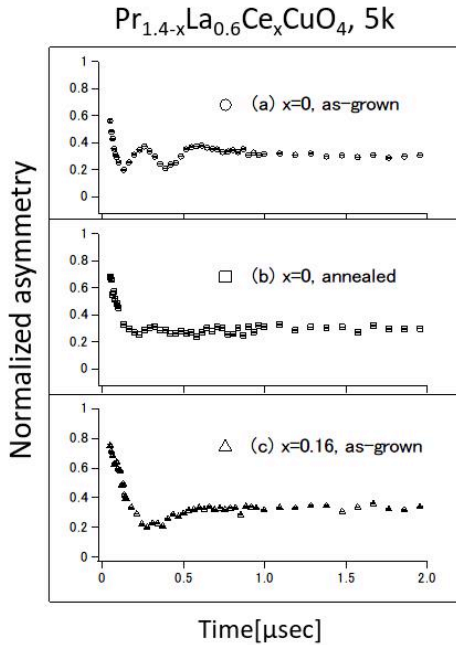 Pr1.4-xLa0.6CexCuO4, 5k
Normalized asymmetry
1
0.8
0.6
0.4
0.2
0
(a) x=0, as-grown
1
0.8
0.6
0.4
0.2
0
(b) x=0, annealed
1
0.8
0.6
0.4
0.2
0
(c) x=0.16, as-grown
0 0.5 1.0 1.5 2.0
Time[μsec]